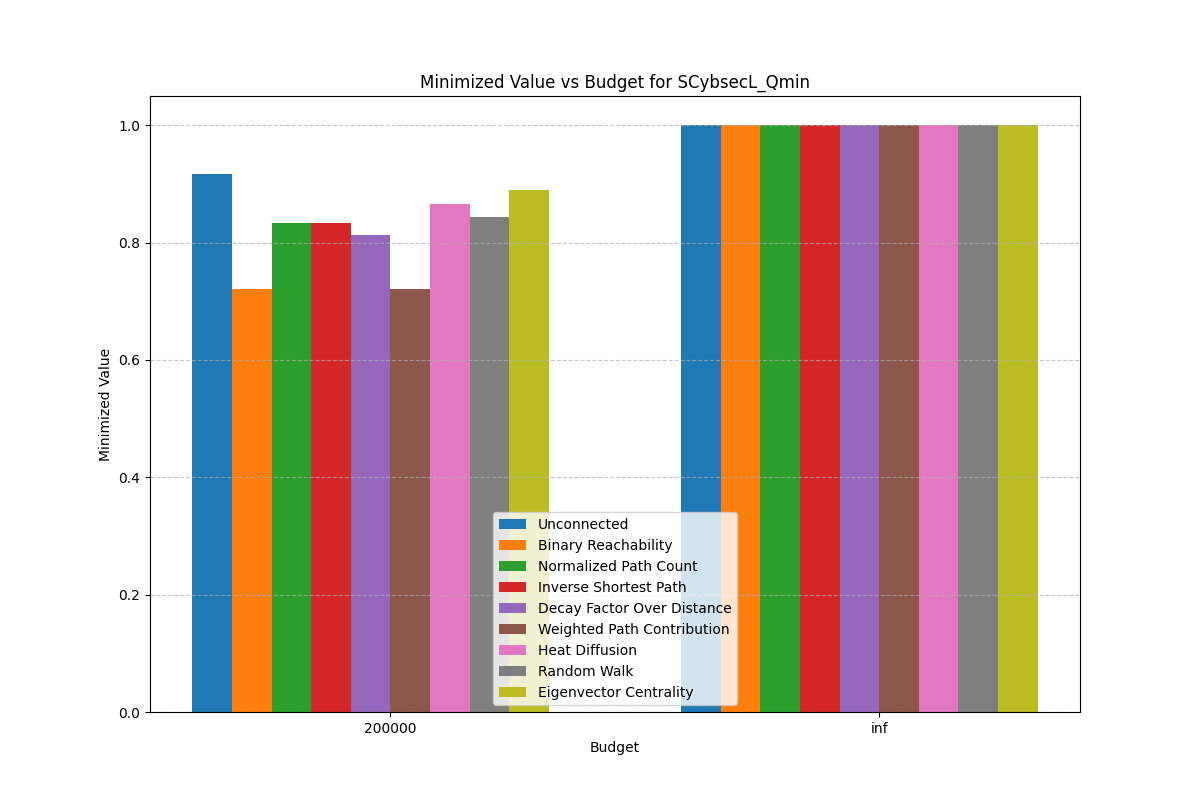 Minimized Value vs Budget for SCybsecL_Qmin
1.0
0.8
0.6
0.4
0.2
0.0
Minimized Value
Unconnected
Binary Reachability
Normalized Path Count
Inverse Shortest Path
Decay Factor Over Distance
Weighted Path Contribution
Heat Diffusion
Random Walk
Eigenvector Centrality
200000
inf
Budget